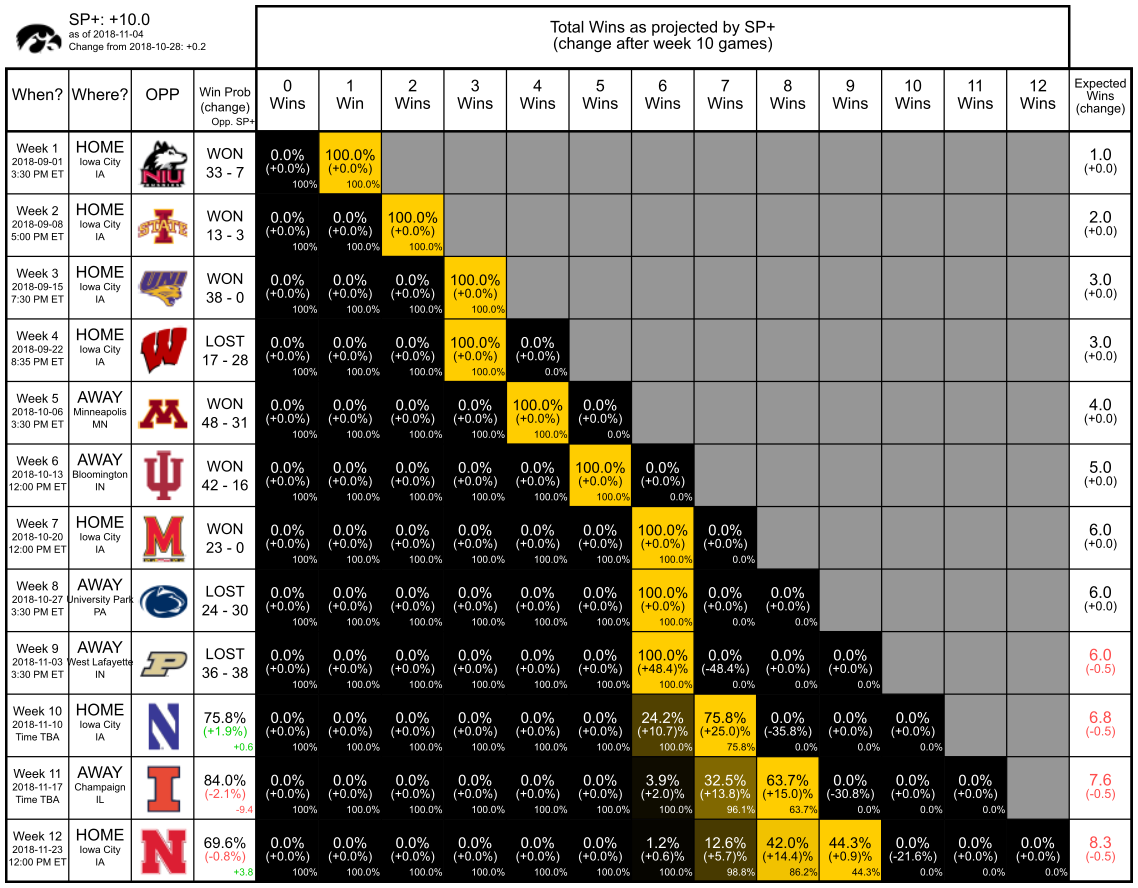 SP+: +10.0
as of 2018-11-04
Change from 2018-10-28: +0.2
Total Wins as projected by SP+
(change after week 10 games)
When? Where? OPP Win Prob (change) Opp. SP+ 0 Wins 1 Win 2 Wins 3 Wins 4 Wins 5 Wins 6 Wins 7 Wins 8 Wins 9 Wins 10 Wins 11 Wins 12 Wins Expected Wins (change)
Week 1 HOME
2018-09-01 Iowa City NIU WON 0.0% 100.0% 1.0
3:30 PM ET IA HUSKIES 33 - 7 (+0.0%) (+0.0%) (+0.0)
100% 100.0%
Week 2 HOME
2018-09-08 Iowa City STATE WON 0.0% 0.0% 100.0% 2.0
5:00 PM ET IA 13 - 3 (+0.0%) (+0.0%) (+0.0%) (+0.0)
100% 100.0% 100.0%
Week 3 HOME
2018-09-15 Iowa City UNI WON 0.0% 0.0% 0.0% 100.0% 3.0
7:30 PM ET IA 38 - 0 (+0.0%) (+0.0%) (+0.0%) (+0.0%) (+0.0)
100% 100.0% 100.0% 100.0%
Week 4 HOME
2018-09-22 Iowa City W LOST 0.0% 0.0% 0.0% 100.0% 0.0% 3.0
8:35 PM ET IA 17 - 28 (+0.0%) (+0.0%) (+0.0%) (+0.0%) (+0.0%) (+0.0)
100% 100.0% 100.0% 100.0% 0.0%
Week 5 AWAY
2018-10-06 Minneapolis M WON 0.0% 0.0% 0.0% 0.0% 100.0% 0.0% 4.0
3:30 PM ET MN 48 - 31 (+0.0%) (+0.0%) (+0.0%) (+0.0%) (+0.0%) (+0.0%) (+0.0)
100% 100.0% 100.0% 100.0% 100.0% 0.0%
Week 6 AWAY
2018-10-13 Bloomington WON 0.0% 0.0% 0.0% 0.0% 0.0% 100.0% 0.0% 5.0
12:00 PM ET IN 42 - 16 (+0.0%) (+0.0%) (+0.0%) (+0.0%) (+0.0%) (+0.0%) (+0.0%) (+0.0)
100% 100.0% 100.0% 100.0% 100.0% 100.0% 0.0%
Week 7 HOME
2018-10-20 Iowa City M WON 0.0% 0.0% 0.0% 0.0% 0.0% 0.0% 100.0% 0.0% 6.0
12:00 PM ET IA 23 - 0 (+0.0%) (+0.0%) (+0.0%) (+0.0%) (+0.0%) (+0.0%) (+0.0%) (+0.0%) (+0.0)
100% 100.0% 100.0% 100.0% 100.0% 100.0% 100.0% 0.0%
Week 8 AWAY
2018-10-27 University Park LOST 0.0% 0.0% 0.0% 0.0% 0.0% 0.0% 100.0% 0.0% 0.0% 6.0
3:30 PM ET PA 24 - 30 (+0.0%) (+0.0%) (+0.0%) (+0.0%) (+0.0%) (+0.0%) (+0.0%) (+0.0%) (+0.0%) (+0.0)
100% 100.0% 100.0% 100.0% 100.0% 100.0% 100.0% 0.0% 0.0%
Week 9 AWAY
2018-11-03 West Lafayette P LOST 0.0% 0.0% 0.0% 0.0% 0.0% 0.0% 100.0% 0.0% 0.0% 0.0% 6.0
3:30 PM ET IN 36 - 38 (+0.0%) (+0.0%) (+0.0%) (+0.0%) (+0.0%) (+0.0%) (+48.4)% (-48.4%) (+0.0%) (+0.0%) (-0.5)
100% 100.0% 100.0% 100.0% 100.0% 100.0% 100.0% 0.0% 0.0% 0.0%
Week 10 HOME
2018-11-10 Iowa City N 75.8% 0.0% 0.0% 0.0% 0.0% 0.0% 0.0% 24.2% 75.8% 0.0% 0.0% 0.0% 6.8
Time TBA IA (+1.9%) (+0.0%) (+0.0%) (+0.0%) (+0.0%) (+0.0%) (+0.0%) (+10.7)% (+25.0)% (-35.8%) (+0.0%) (+0.0%) (-0.5)
+0.6 100% 100.0% 100.0% 100.0% 100.0% 100.0% 100.0% 75.8% 0.0% 0.0% 0.0%
Week 11 AWAY
2018-11-17 Champaign I 84.0% 0.0% 0.0% 0.0% 0.0% 0.0% 0.0% 3.9% 32.5% 63.7% 0.0% 0.0% 0.0% 7.6
Time TBA IL (-2.1%) (+0.0%) (+0.0%) (+0.0%) (+0.0%) (+0.0%) (+0.0%) (+2.0)% (+13.8)% (+15.0)% (-30.8%) (+0.0%) (+0.0%) (-0.5)
-9.4 100% 100.0% 100.0% 100.0% 100.0% 100.0% 100.0% 96.1% 63.7% 0.0% 0.0% 0.0%
Week 12 HOME
2018-11-23 Iowa City N 69.6% 0.0% 0.0% 0.0% 0.0% 0.0% 0.0% 1.2% 12.6% 42.0% 44.3% 0.0% 0.0% 0.0% 8.3
12:00 PM ET IA (-0.8%) (+0.0%) (+0.0%) (+0.0%) (+0.0%) (+0.0%) (+0.0%) (+0.6)% (+5.7)% (+14.4)% (+0.9)% (-21.6%) (+0.0%) (+0.0%) (-0.5)
+3.8 100% 100.0% 100.0% 100.0% 100.0% 100.0% 100.0% 98.8% 86.2% 44.3% 0.0% 0.0% 0.0%